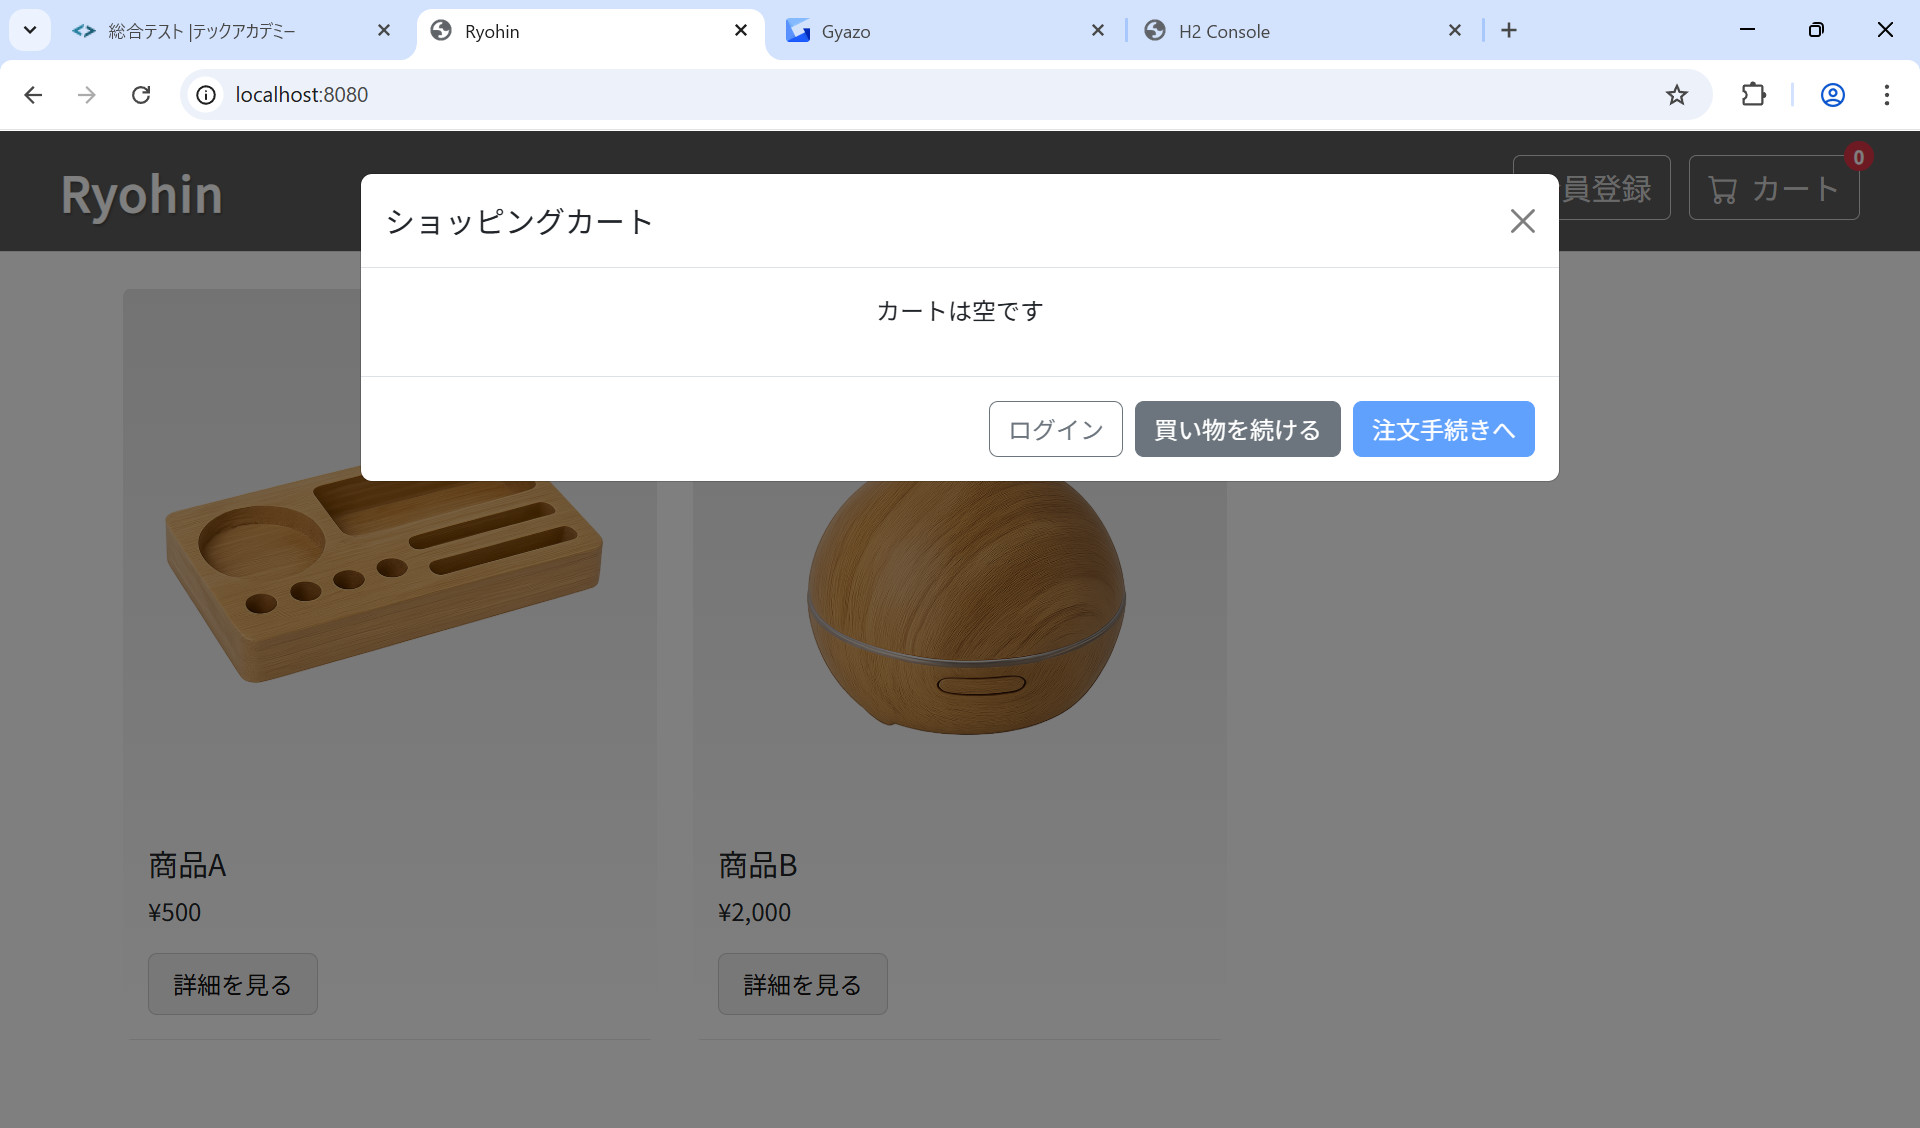 総合テスト |テックアカデミー
Ryohin
Gyazo
H2 Console
localhost:8080
Ryohin
員登録
カート
0
ショッピングカート
カートは空です
ログイン
買い物を続ける
注文手続きへ
商品A
¥500
詳細を見る
商品B
¥2,000
詳細を見る